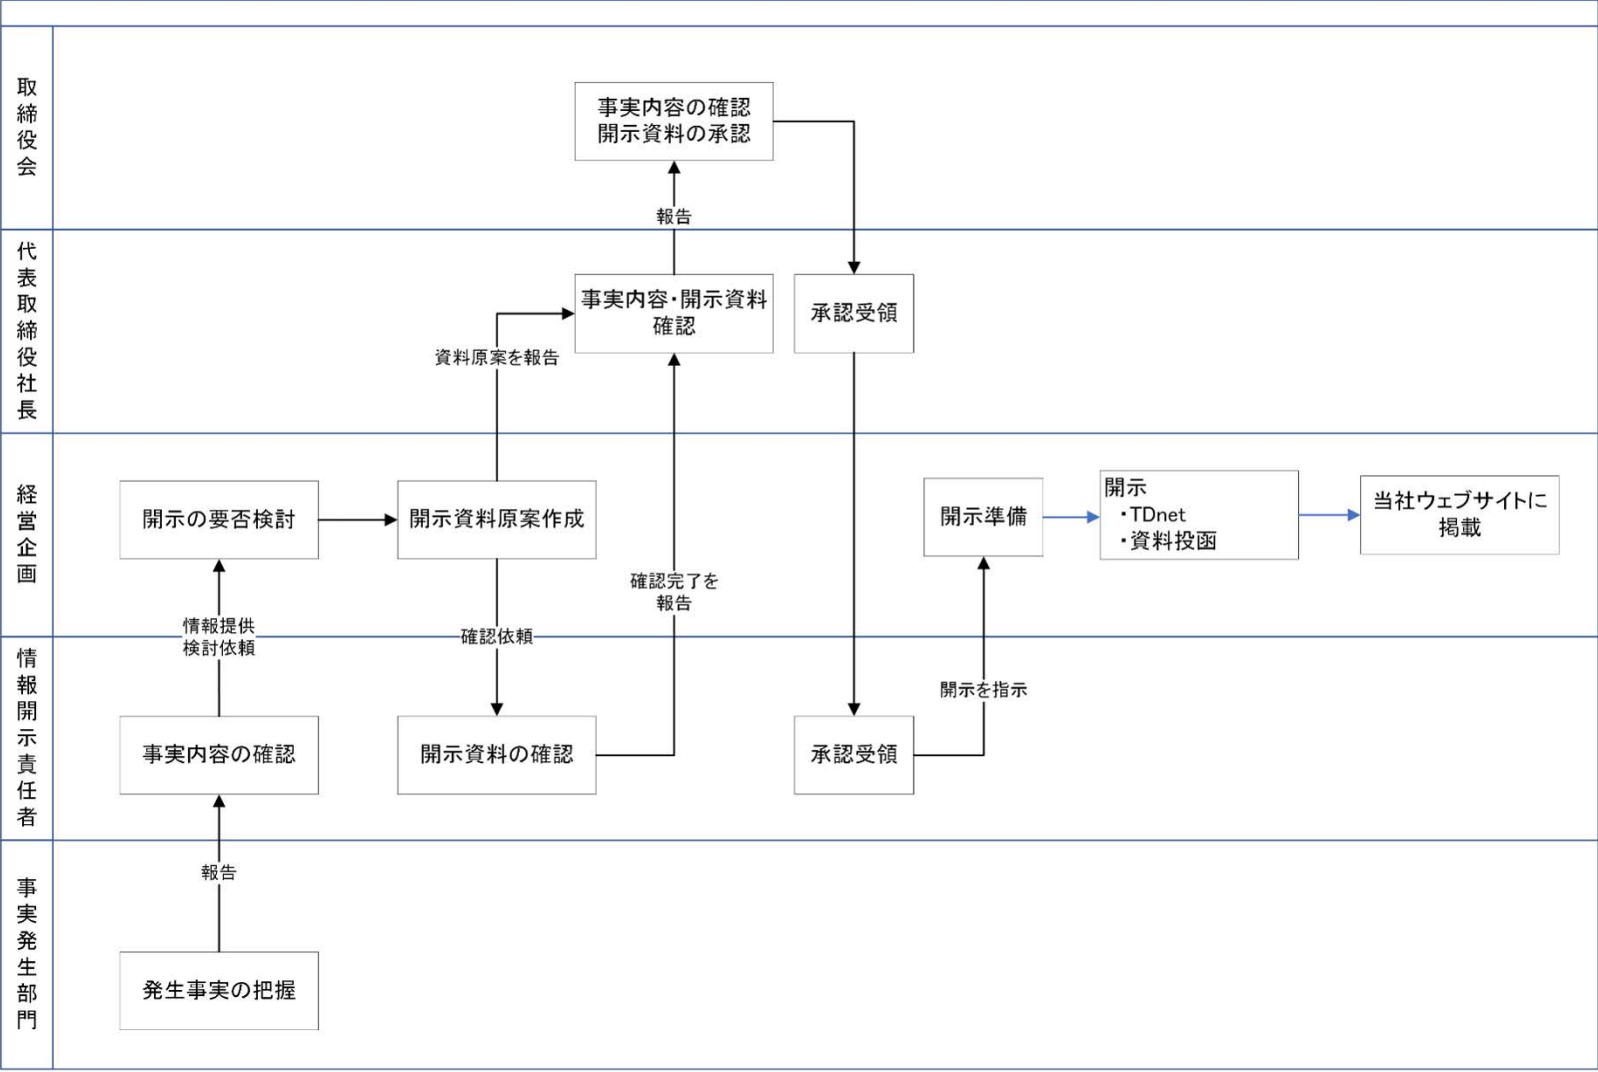 取締役会
事実内容の確認
開示資料の承認
報告
代表取締役社長
事実内容・開示資料
確認
承認受領
資料原案を報告
経営企画
開示の要否検討
開示資料原案作成
開示準備
開示
・TDnet
・資料投函
当社ウェブサイトに
掲載
確認完了を
報告
情報提供
検討依頼
確認依頼
情報開示責任者
開示を指示
事実内容の確認
開示資料の確認
承認受領
事実発生部門
報告
発生事実の把握